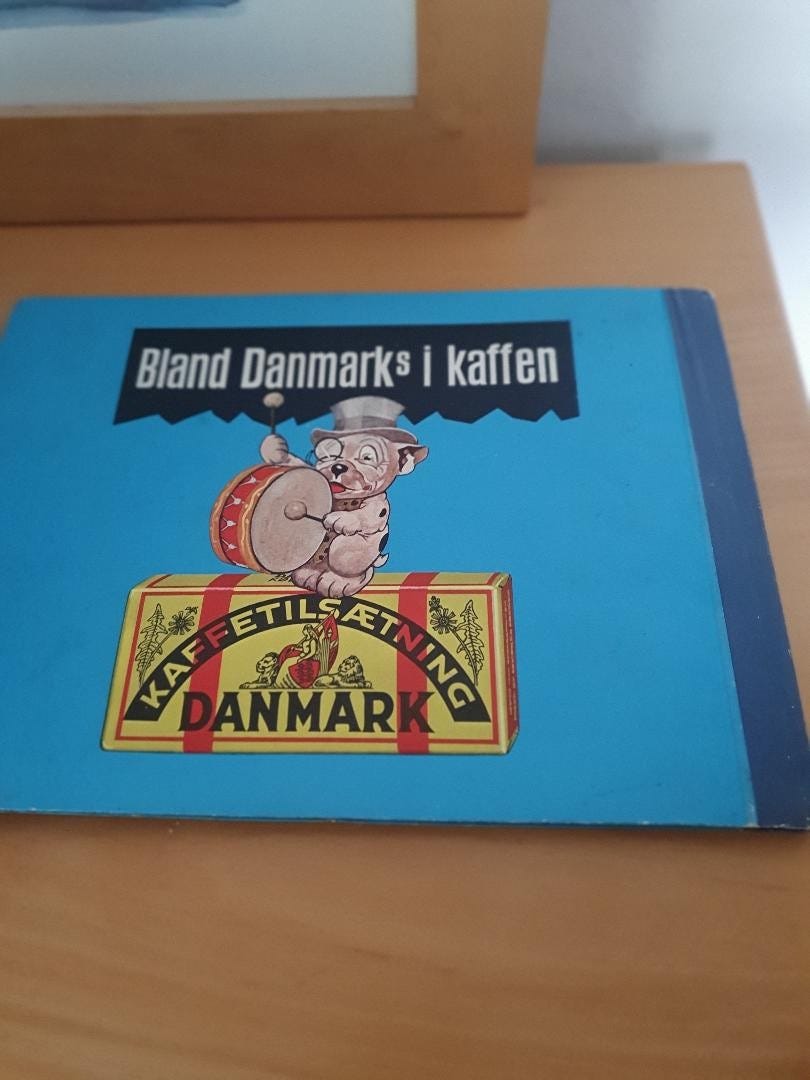 Bland Danmarks i kaffen
KAFFETILSÆTNING
DANMARK